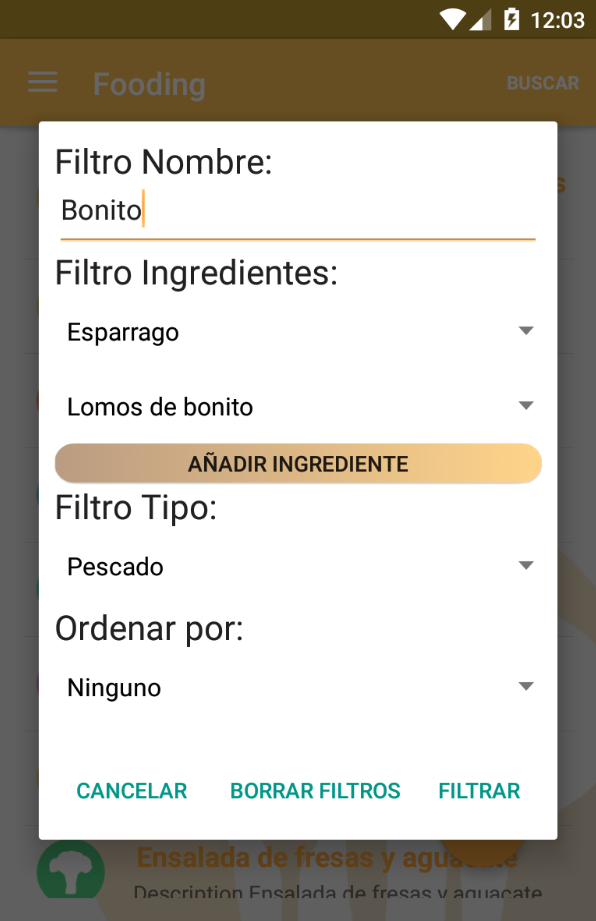 12:03
Fooding
BUSCAR
Filtro Nombre:
Bonito
Filtro Ingredientes:
Esparrago
Lomos de bonito
AÑADIR INGREDIENTE
Filtro Tipo:
Pescado
Ordenar por:
Ninguno
CANCELAR
BORRAR FILTROS
FILTRAR
Ensalada de fresas y aguacate
Description Ensalada de fresas y aguacate